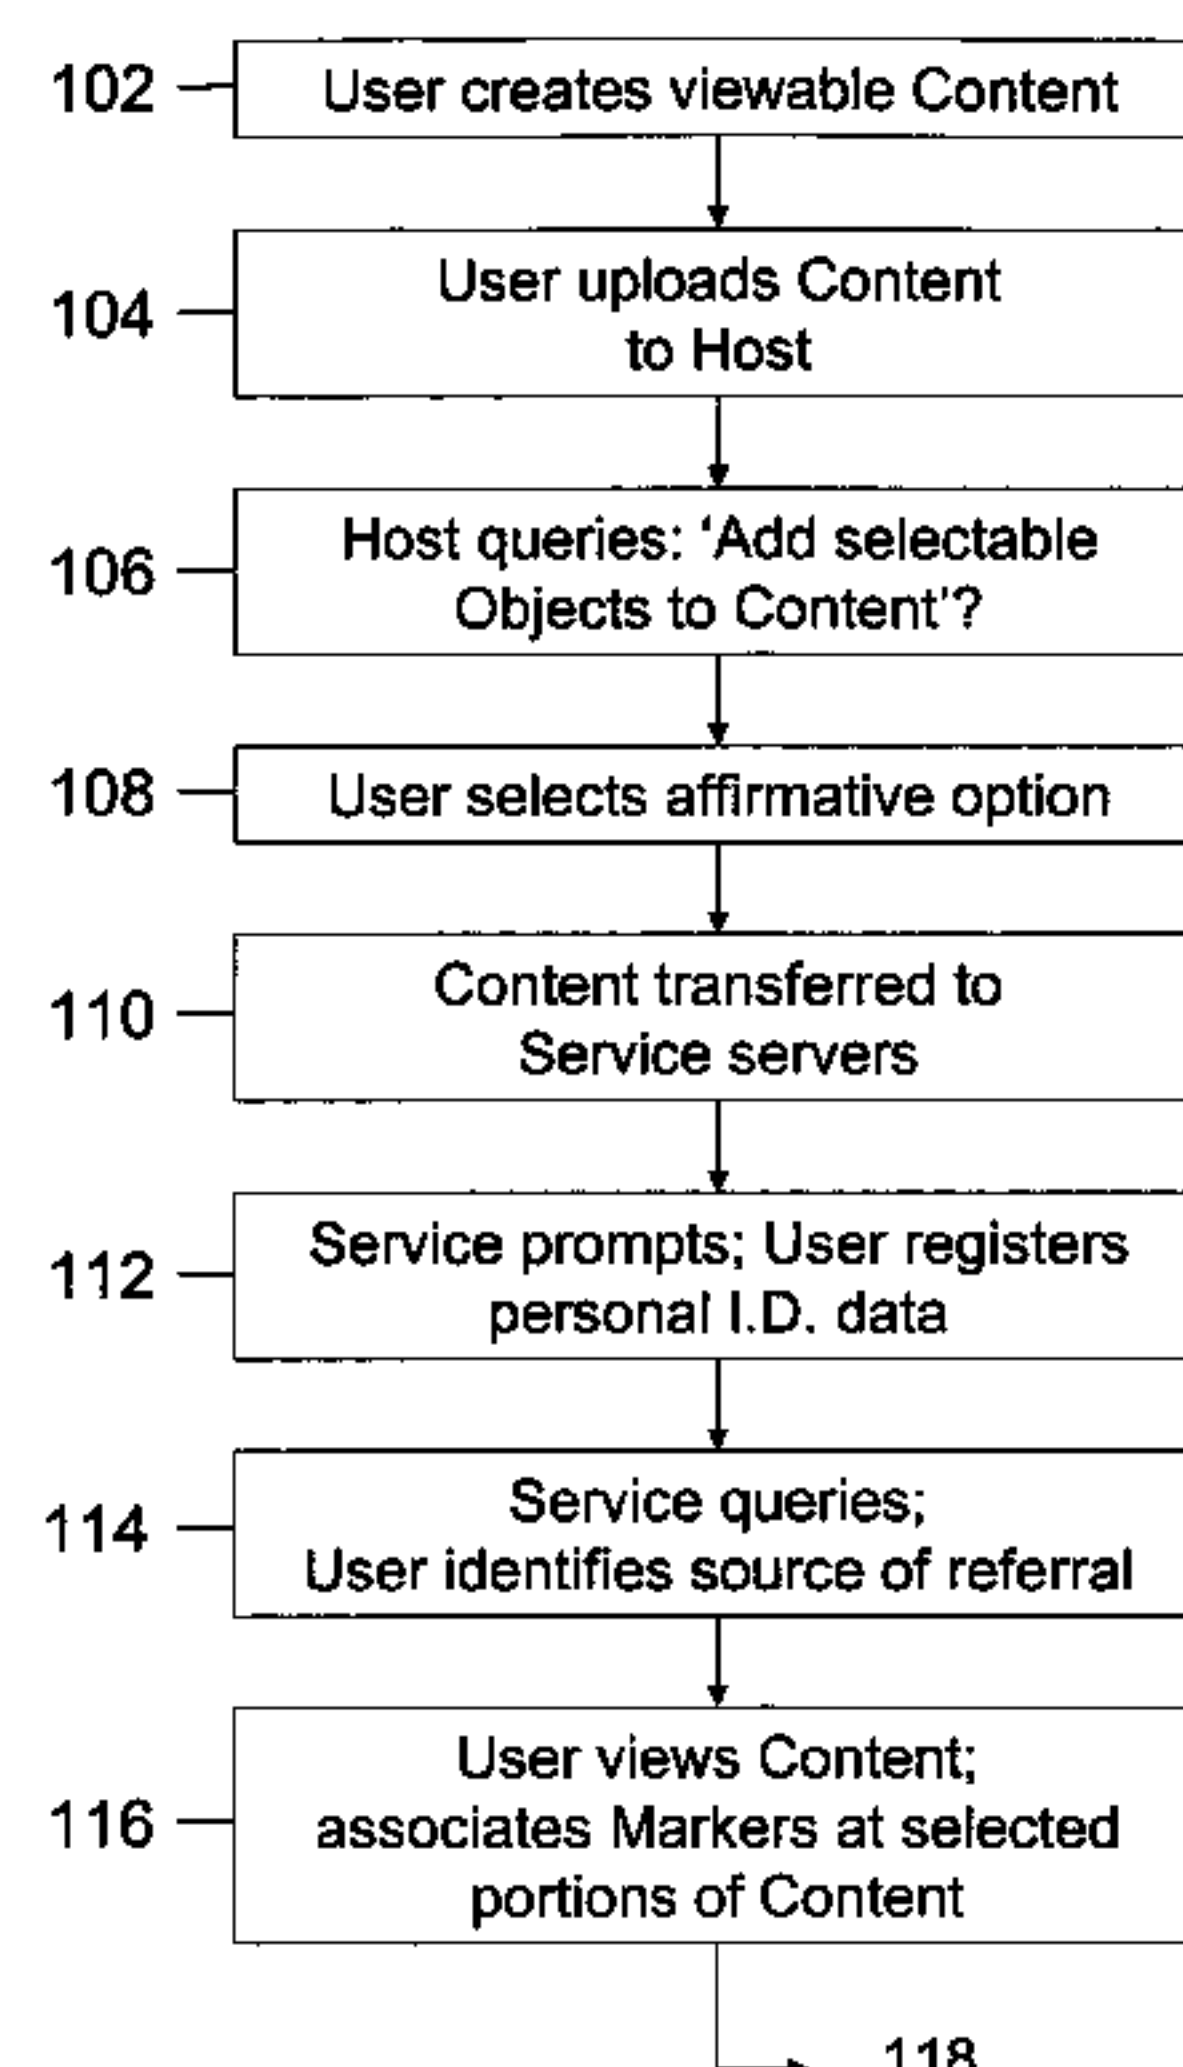 102
User creates viewable Content
104
User uploads Content
to Host
106
Host queries: ‘Add selectable
Objects to Content’?
108
User selects affirmative option
110
Content transferred to
Service servers
112
Service prompts; User registers
personal I.D. data
114
Service queries;
User identifies source of referral
116
User views Content;
associates Markers at selected
portions of Content
118